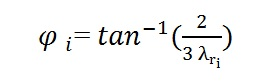 φ i = tan⁻¹(2 / 3 λ_{r_i})